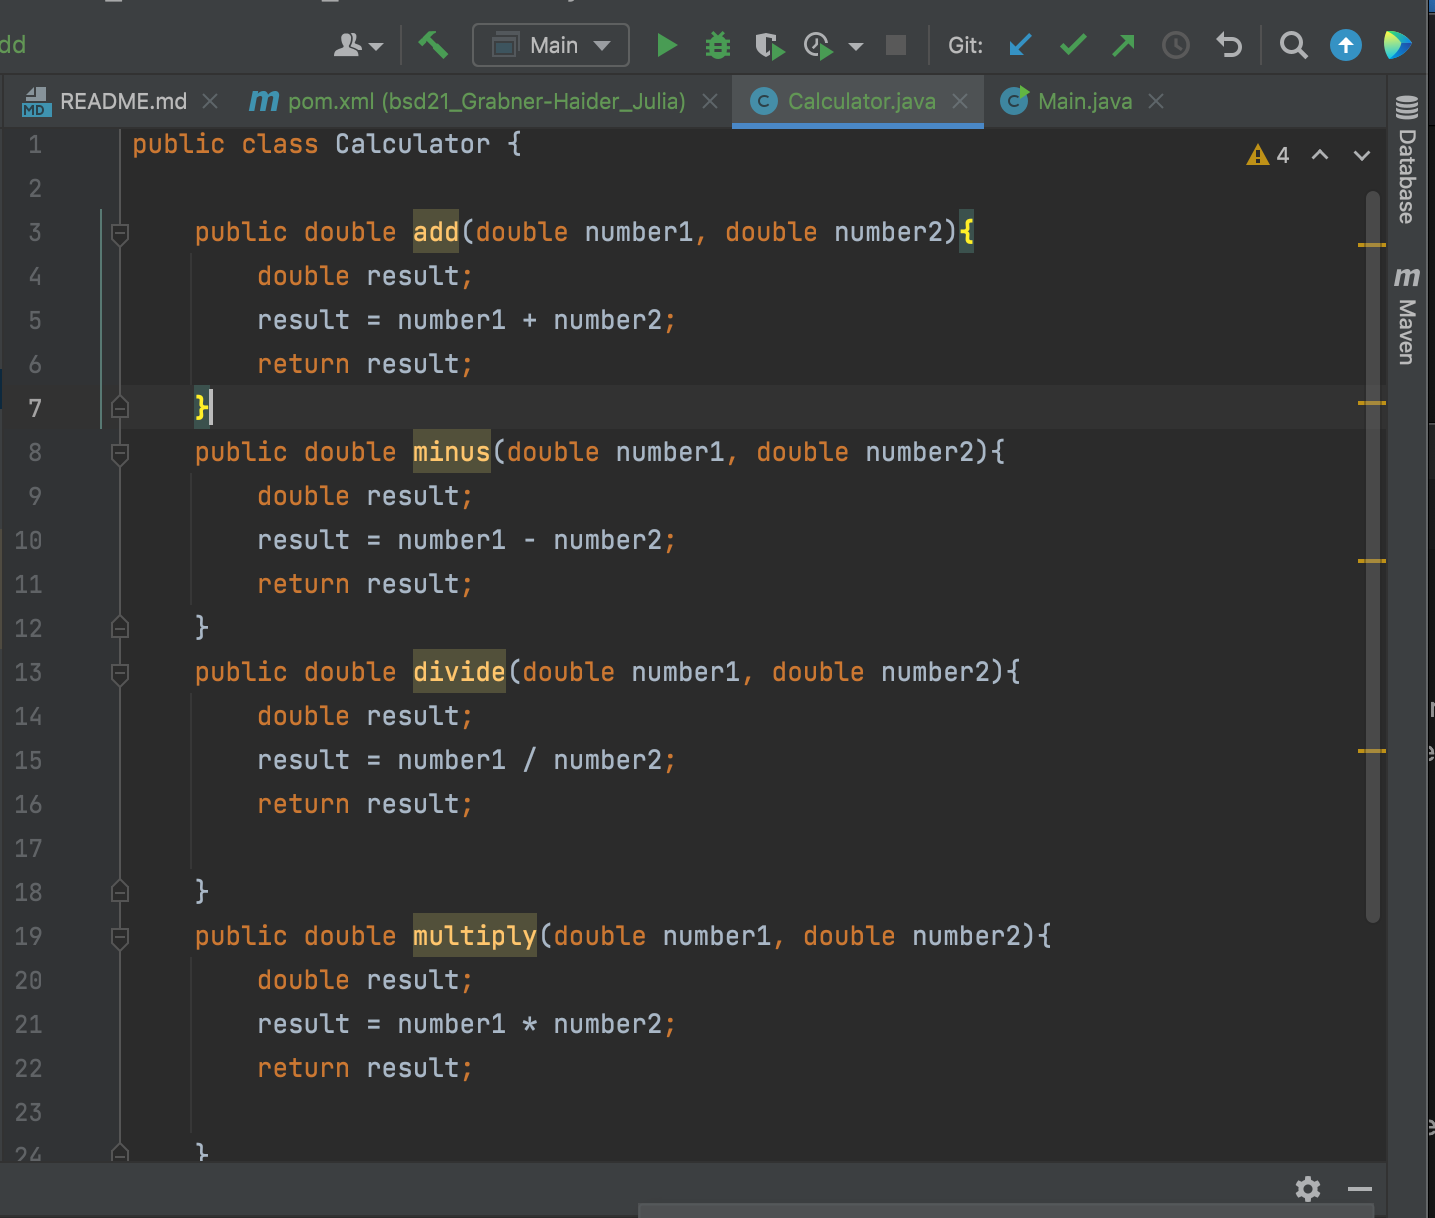 dd
Main
Git:
MD README.md
m pom.xml (bsd21_Grabner-Haider_Julia)
C Calculator.java
C Main.java
4
Database
m Maven
1 public class Calculator {
2
3 public double add(double number1, double number2){
4 double result;
5 result = number1 + number2;
6 return result;
7 }
8 public double minus(double number1, double number2){
9 double result;
10 result = number1 - number2;
11 return result;
12 }
13 public double divide(double number1, double number2){
14 double result;
15 result = number1 / number2;
16 return result;
17
18 }
19 public double multiply(double number1, double number2){
20 double result;
21 result = number1 * number2;
22 return result;
23
24 }